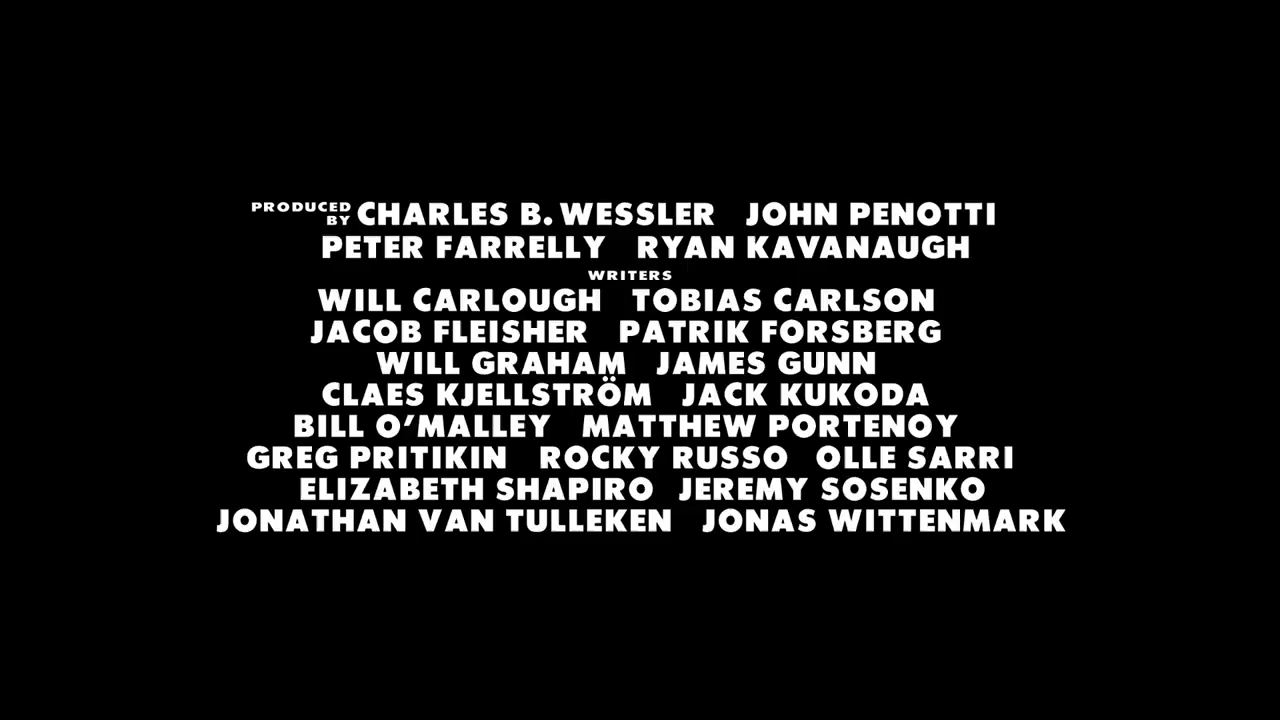 PRODUCED BY CHARLES B. WESSLER JOHN PENOTTI
PETER FARRELLY RYAN KAVANAUGH
WRITERS
WILL CARLOUGH TOBIAS CARLSON
JACOB FLEISHER PATRIK FORSBERG
WILL GRAHAM JAMES GUNN
CLAES KJELLSTRÖM JACK KUKODA
BILL O'MALLEY MATTHEW PORTENOY
GREG PRITIKIN ROCKY RUSSO OLLE SARRI
ELIZABETH SHAPIRO JEREMY SOSENKO
JONATHAN VAN TULLEKEN JONAS WITTENMARK